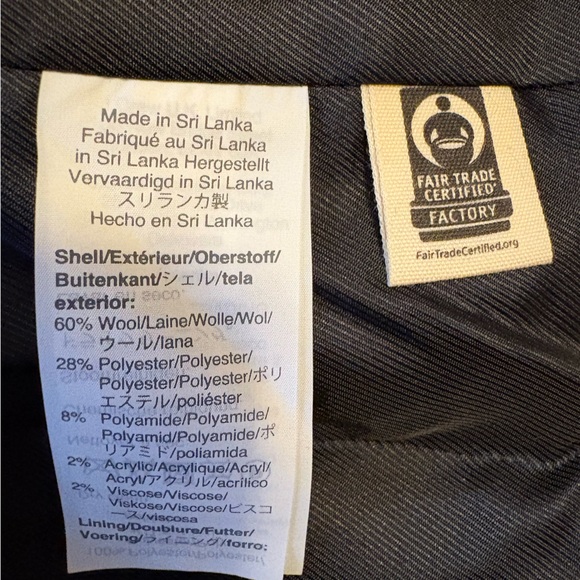 Made in Sri Lanka
Fabriqué au Sri Lanka
in Sri Lanka Hergestellt
Vervaardigd in Sri Lanka
スリランカ製
Hecho en Sri Lanka
Shell/Extérieur/Oberstoff/
Buitenkant/シェル/tela
exterior:
60% Wool/Laine/Wolle/Wol/
ウール/lana
28% Polyester/Polyester/
Polyester/Polyester/ポリ
エステル/poliéster
8% Polyamide/Polyamide/
Polyamid/Polyamide/ポ
リアミド/poliamida
2% Acrylic/Acrylique/Acryl/
Acryl/アクリル/acrílico
2% Viscose/Viscose/
Viskose/Viscose/ビスコ
ース/viscosa
Lining/Doublure/Futter/
Voering/ライニング/forro:
100% Polyester/Polyester/
FAIR TRADE
CERTIFIED
FACTORY
FairTradeCertified.org